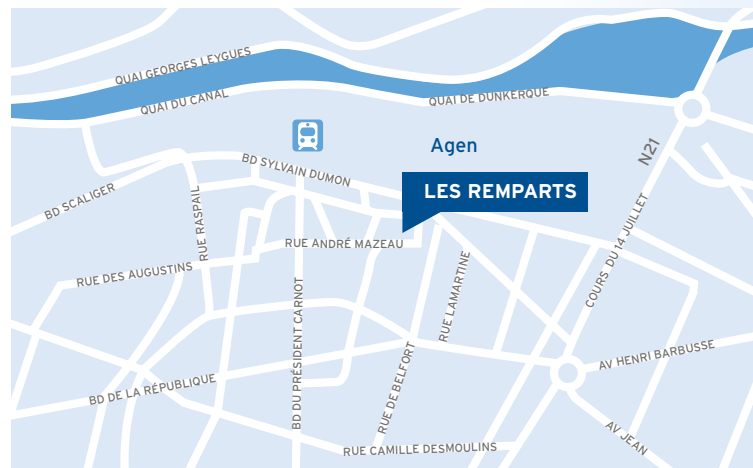 QUAI GEORGES LEYGUES
QUAI DU CANAL
QUAI DE DUNKERQUE
Agen
N21
BD SYLVAIN DUMON
LES REMPARTS
BD SCALIGER
RUE RASPAIL
RUE ANDRÉ MAZEAU
COURS DU 14 JUILLET
RUE DES AUGUSTINS
RUE LAMARTINE
BD DU PRÉSIDENT CARNOT
AV HENRI BARBUSSE
BD DE LA RÉPUBLIQUE
RUE DE BELFORT
AV JEAN
RUE CAMILLE DESMOULINS